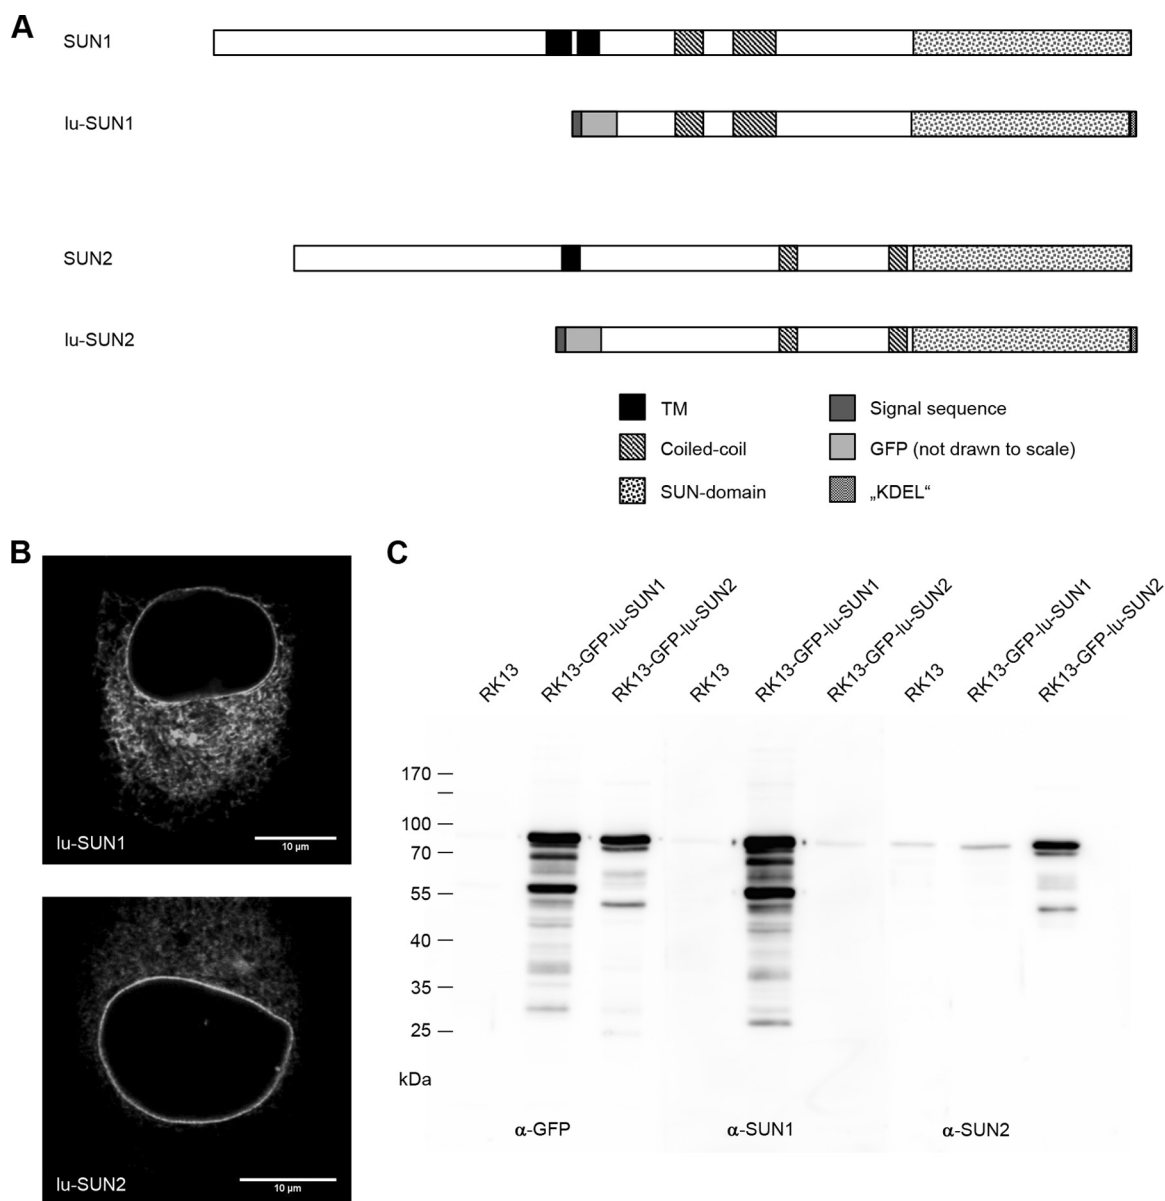 A
SUN1
lu-SUN1
SUN2
lu-SUN2
TM
Signal sequence
Coiled-coil
GFP (not drawn to scale)
SUN-domain
„KDEL“
B
lu-SUN1
10 µm
lu-SUN2
10 µm
C
RK13
RK13-GFP-lu-SUN1
RK13-GFP-lu-SUN2
RK13
RK13-GFP-lu-SUN1
RK13-GFP-lu-SUN2
RK13
RK13-GFP-lu-SUN1
RK13-GFP-lu-SUN2
170
100
70
55
40
35
25
kDa
α-GFP
α-SUN1
α-SUN2